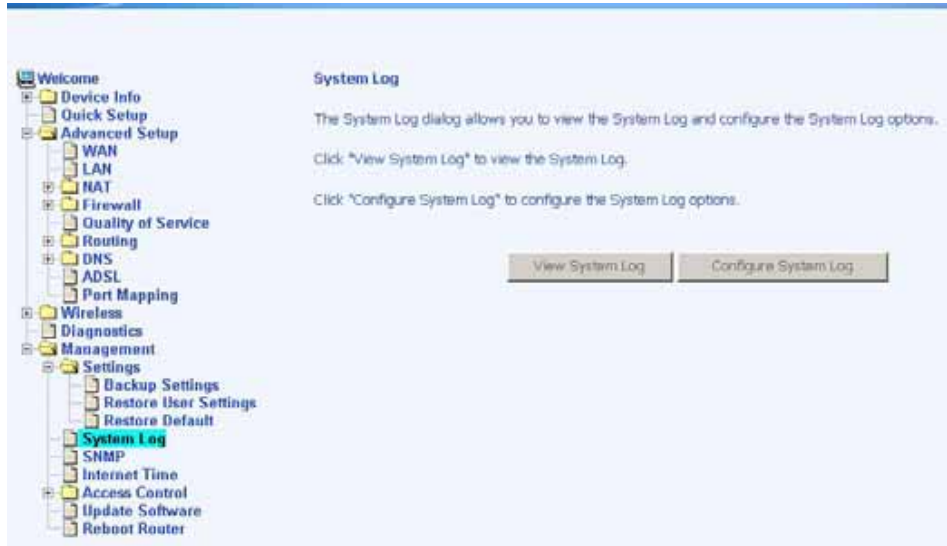 Welcome
Device Info
Quick Setup
Advanced Setup
WAN
LAN
NAT
Firewall
Quality of Service
Routing
DNS
ADSL
Port Mapping
Wireless
Diagnostics
Management
Settings
Backup Settings
Restore User Settings
Restore Default
System Log
SNMP
Internet Time
Access Control
Update Software
Reboot Router
System Log
The System Log dialog allows you to view the System Log and configure the System Log options.
Click "View System Log" to view the System Log.
Click "Configure System Log" to configure the System Log options.
View System Log
Configure System Log